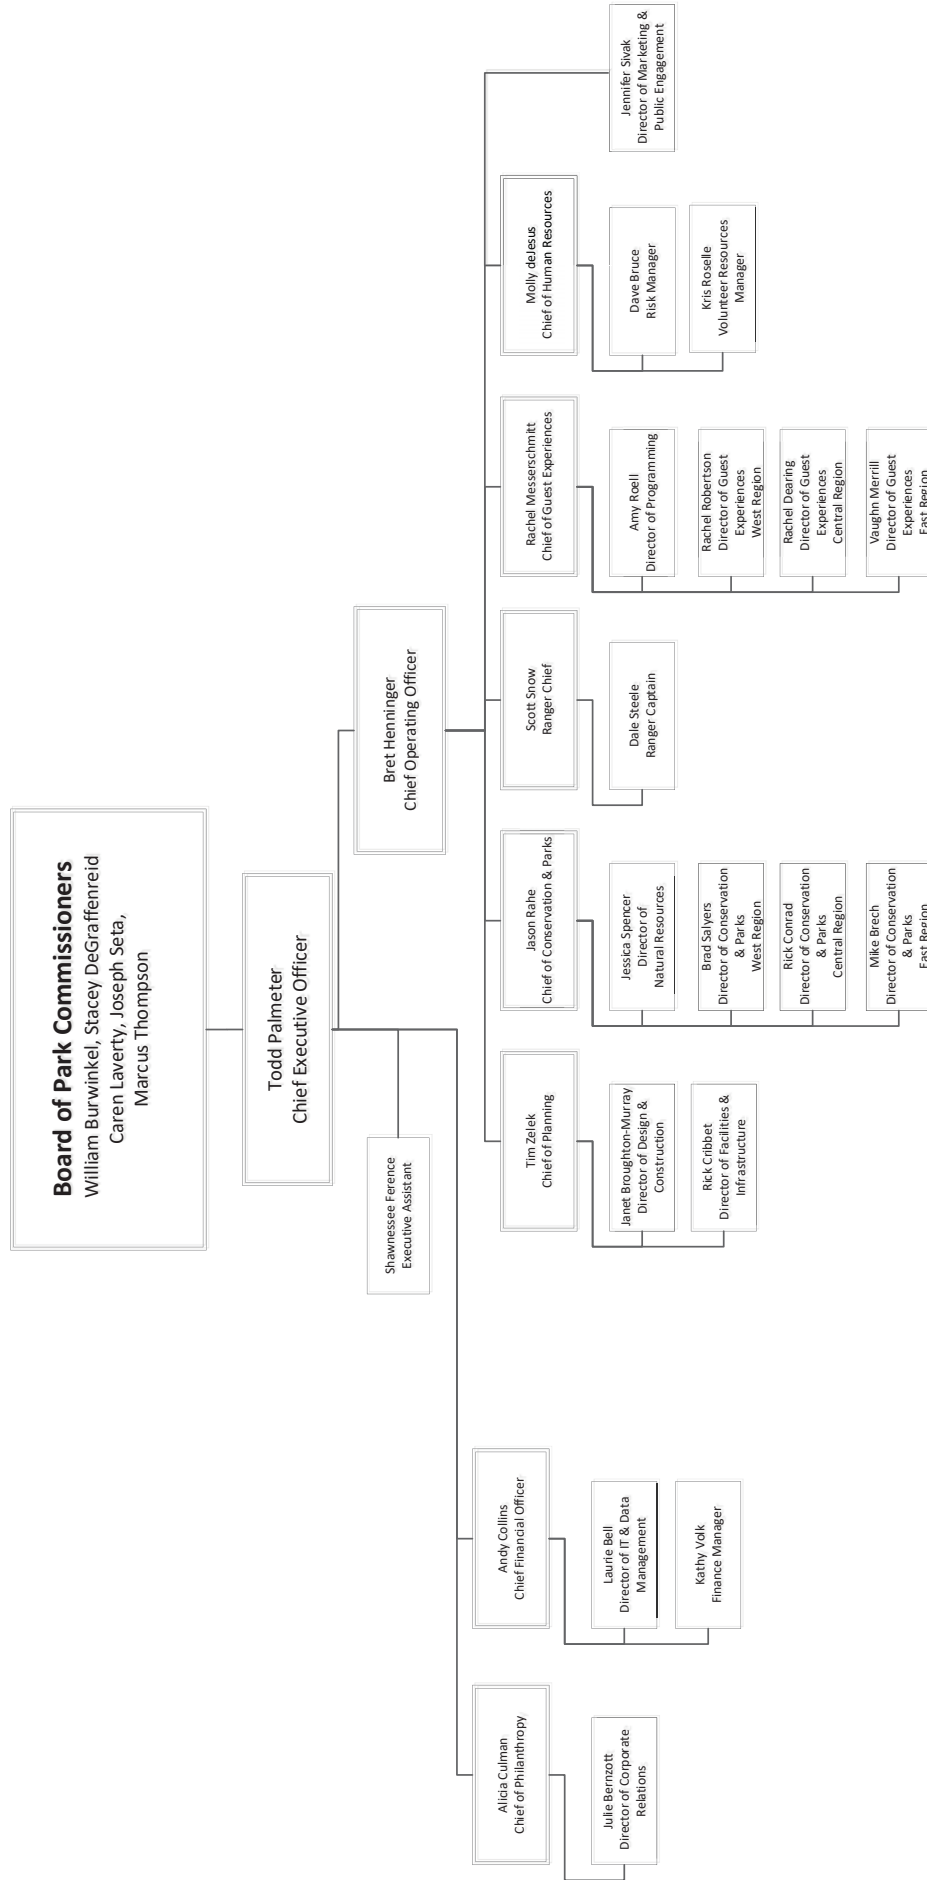 Board of Park Commissioners
William Burwinkel, Stacey DeGraffenreid
Caren Laverty, Joseph Seta,
Marcus Thompson
Todd Palmeter
Chief Executive Officer
Shawnessee Ference
Executive Assistant
Bret Henninger
Chief Operating Officer
Alicia Culman
Chief of Philanthropy
Julie Bernzott
Director of Corporate
Relations
Andy Collins
Chief Financial Officer
Laurie Bell
Director of IT & Data
Management
Kathy Volk
Finance Manager
Tim Zelek
Chief of Planning
Janet Broughton-Murray
Director of Design &
Construction
Rick Cribbet
Director of Facilities &
Infrastructure
Jason Rahe
Chief of Conservation & Parks
Jessica Spencer
Director of
Natural Resources
Brad Salyers
Director of Conservation
& Parks
West Region
Rick Conrad
Director of Conservation
& Parks
Central Region
Mike Brech
Director of Conservation
& Parks
East Region
Scott Snow
Ranger Chief
Dale Steele
Ranger Captain
Rachel Messerschmitt
Chief of Guest Experiences
Amy Roell
Director of Programming
Rachel Robertson
Director of Guest
Experiences
West Region
Rachel Dearing
Director of Guest
Experiences
Central Region
Vaughn Merrill
Director of Guest
Experiences
East Region
Molly deJesus
Chief of Human Resources
Dave Bruce
Risk Manager
Kris Roselle
Volunteer Resources
Manager
Jennifer Sivak
Director of Marketing &
Public Engagement